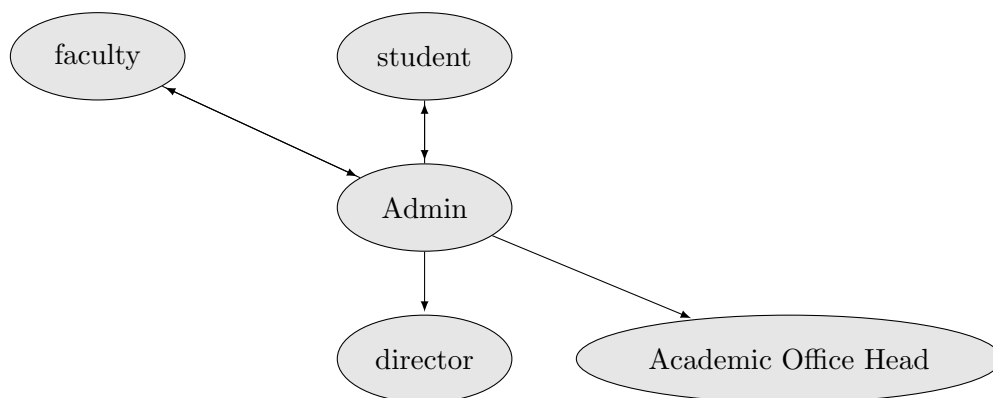 faculty
student
Admin
director
Academic Office Head